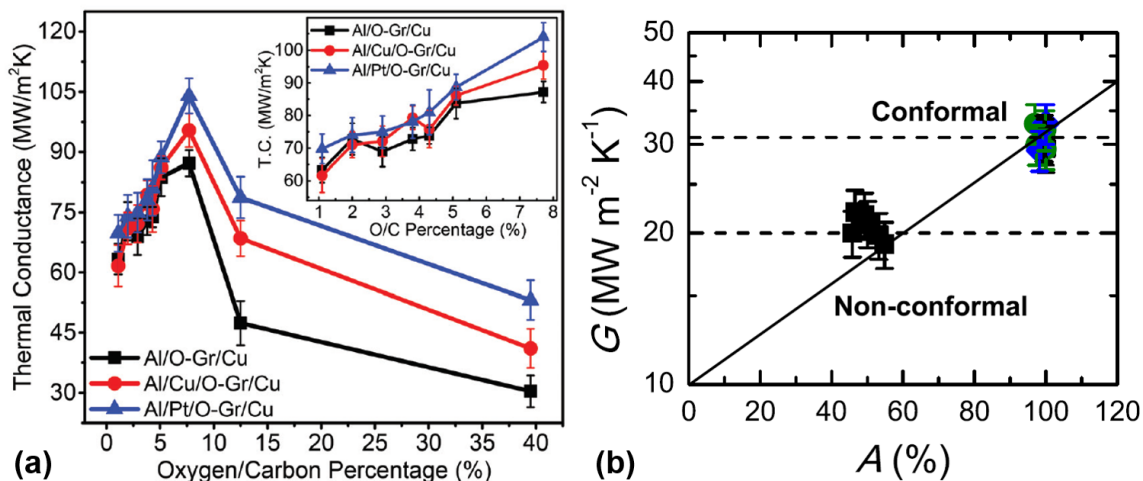 120
105
90
75
60
45
30
Thermal Conductance (MW/m²K)
0 5 10 15 20 25 30 35 40
Oxygen/Carbon Percentage (%)
Al/O-Gr/Cu
Al/Cu/O-Gr/Cu
Al/Pt/O-Gr/Cu
(a)
Al/O-Gr/Cu
Al/Cu/O-Gr/Cu
Al/Pt/O-Gr/Cu
100
90
80
70
60
T.C. (MW/m²K)
1 2 3 4 5 6 7 8
O/C Percentage (%)
50
40
30
20
10
G (MW m⁻² K⁻¹)
Conformal
Non-conformal
0 20 40 60 80 100 120
A (%)
(b)